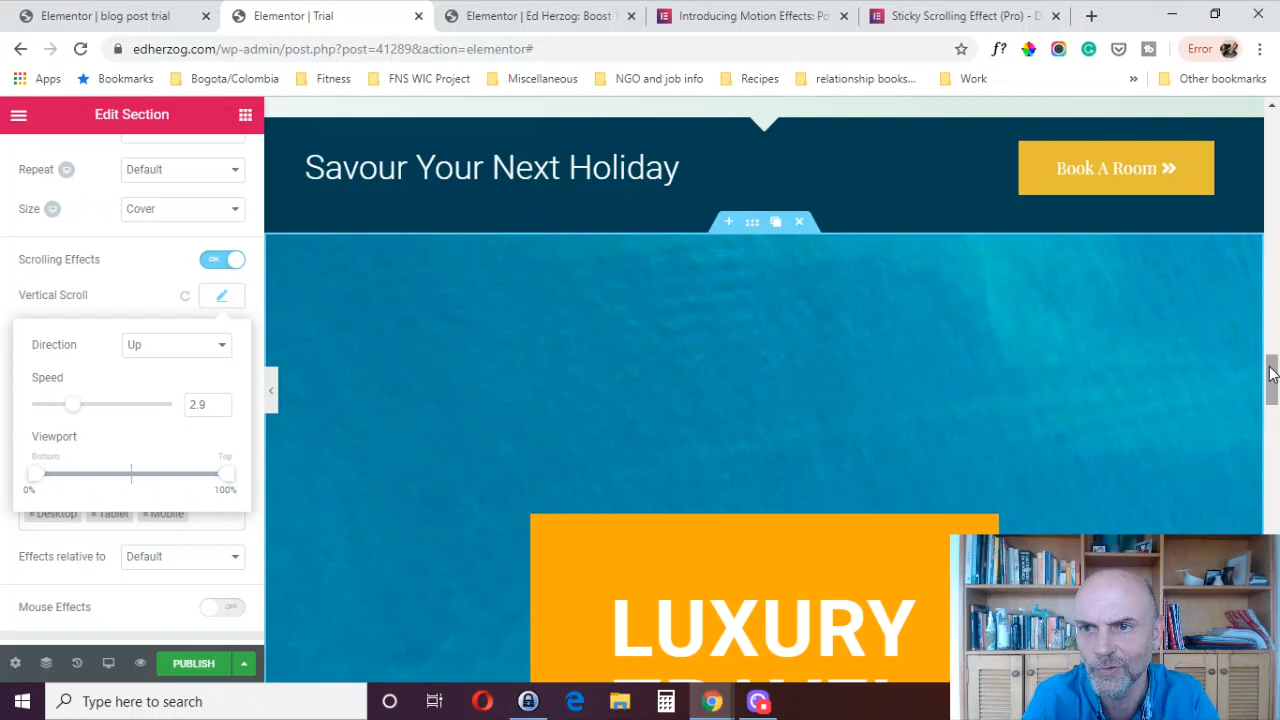 Elementor | Post trial
Elementor | Trial
Elementor | Ed Herzog: Boost
Introducing Motion Effects: Po
Sticky Scrolling Effect (Pro) - D
edherzog.com/wp-admin/post.php?post=41289&action=elementor#
f?
Error
Apps
Bookmarks
Bogota/Colombia
Fitness
FNS WIC Project
Miscellaneous
NGO and job info
Recipes
relationship books...
Work
Other bookmarks
Edit Section
Repeat
Default
Size
Cover
Scrolling Effects
ON
Vertical Scroll
Direction
Up
Speed
2.9
Viewport
Bottom
Top
0%
100%
× Desktop
× Tablet
× Mobile
Effects relative to
Default
Mouse Effects
OFF
PUBLISH
Savour Your Next Holiday
Book A Room
LUXURY
TRAVEL
Type here to search